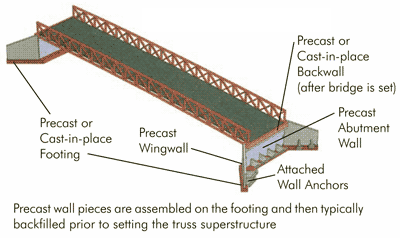 Precast or
Cast-in-place
Backwall
(after bridge is set)
Precast
Abutment
Wall
Precast or
Cast-in-place
Footing
Precast
Wingwall
Attached
Wall Anchors
Precast wall pieces are assembled on the footing and then typically
backfilled prior to setting the truss superstructure